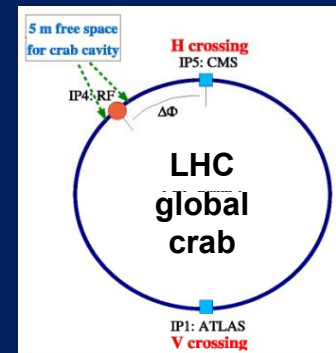 5 m free space
for crab cavity
H crossing
IP5: CMS
IP4: RF
ΔΦ
LHC
global
crab
IP1: ATLAS
V crossing